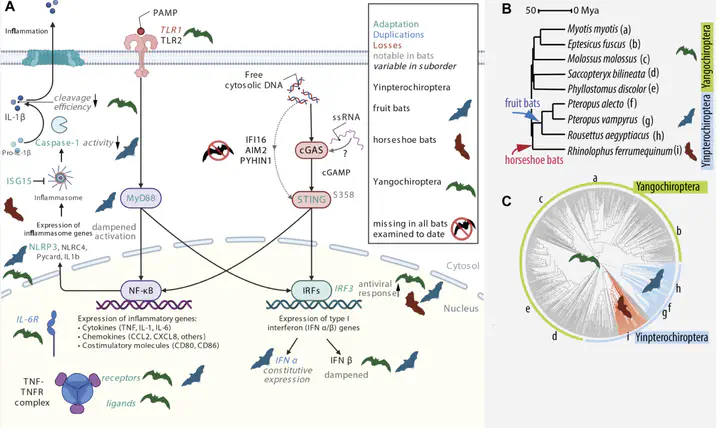 A
PAMP
TLR1
TLR2
Inflammation
cleavage
efficiency
IL-1β
Pro-IL-1β
Caspase-1 activity
ISG15
Inflammasome
Expression of
inflammasome genes
NLRP3, NLRC4,
Pycard, IL1b
MyD88
dampened
activation
NF-κB
Free
cytosolic DNA
ssRNA
IFI16
AIM2
PYHIN1
cGAS
?
cGAMP
STING
S358
IRFs
IRF3
antiviral
response
Cytosol
Nucleus
IL-6R
Expression of inflammatory genes:
• Cytokines (TNF, IL-1, IL-6)
• Chemokines (CCL2, CXCL8, others)
• Costimulatory molecules (CD80, CD86)
Expression of type I
interferon (IFN α/β) genes
IFN α
constitutive
expression
IFN β
dampened
TNF-
TNFR
complex
receptors
ligands
Adaptation
Duplications
Losses
notable in bats
variable in suborder
Yinpterochiroptera
fruit bats
horseshoe bats
Yangochiroptera
missing in all bats
examined to date
B
50 0 Mya
Myotis myotis (a)
Eptesicus fuscus (b)
Molossus molossus (c)
Saccopteryx bilineata (d)
Phyllostomus discolor (e)
Pteropus alecto (f)
Pteropus vampyrus (g)
Rousettus aegyptiacus (h)
Rhinolophus ferrumequinum (i)
fruit bats
horseshoe bats
Yangochiroptera
Yinpterochiroptera
C
a
Yangochiroptera
c
b
h
f
g
e
d
i
Yinpterochiroptera